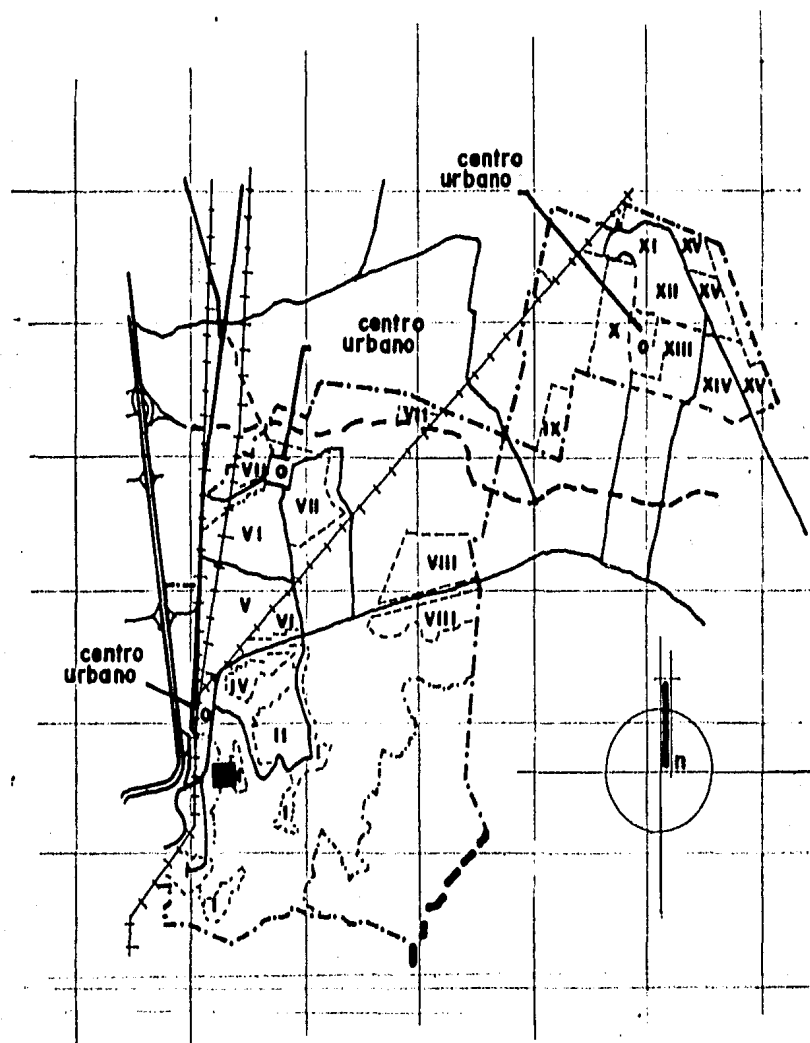 centro
urbano
XI
XV
XII
XV
centro
urbano
X
o
XIII
XIV
XV
VII
IX
VII
o
VII
VI
VIII
V
VI
VIII
centro
urbano
IV
o
II
I
n
I
I